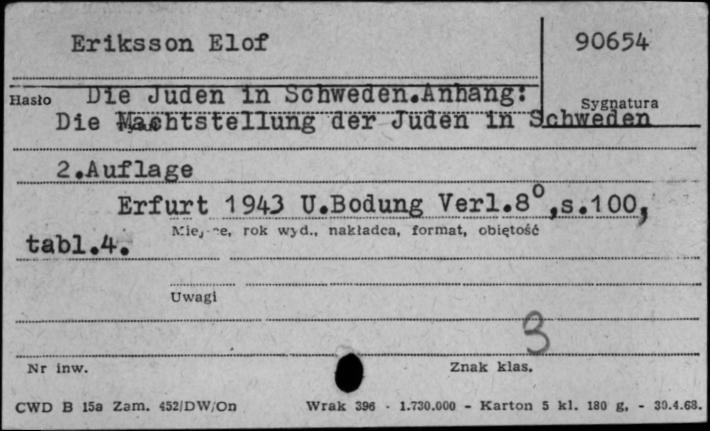 Eriksson Elof
90654
Hasło Die Juden in Schweden.Anhang:
Sygnatura
Die Machtstellung der Juden in Schweden
2.Auflage
Erfurt 1943 U.Bodung Verl.8°,s.100,
Miejsce, rok wyd., nakładca, format, objętość
tabl.4.
Uwagi
3
Nr inw.
Znak klas.
CWD B 15a Zam. 452/DW/On Wrak 396 - 1.730.000 - Karton 5 kl. 180 g, - 30.4.68.